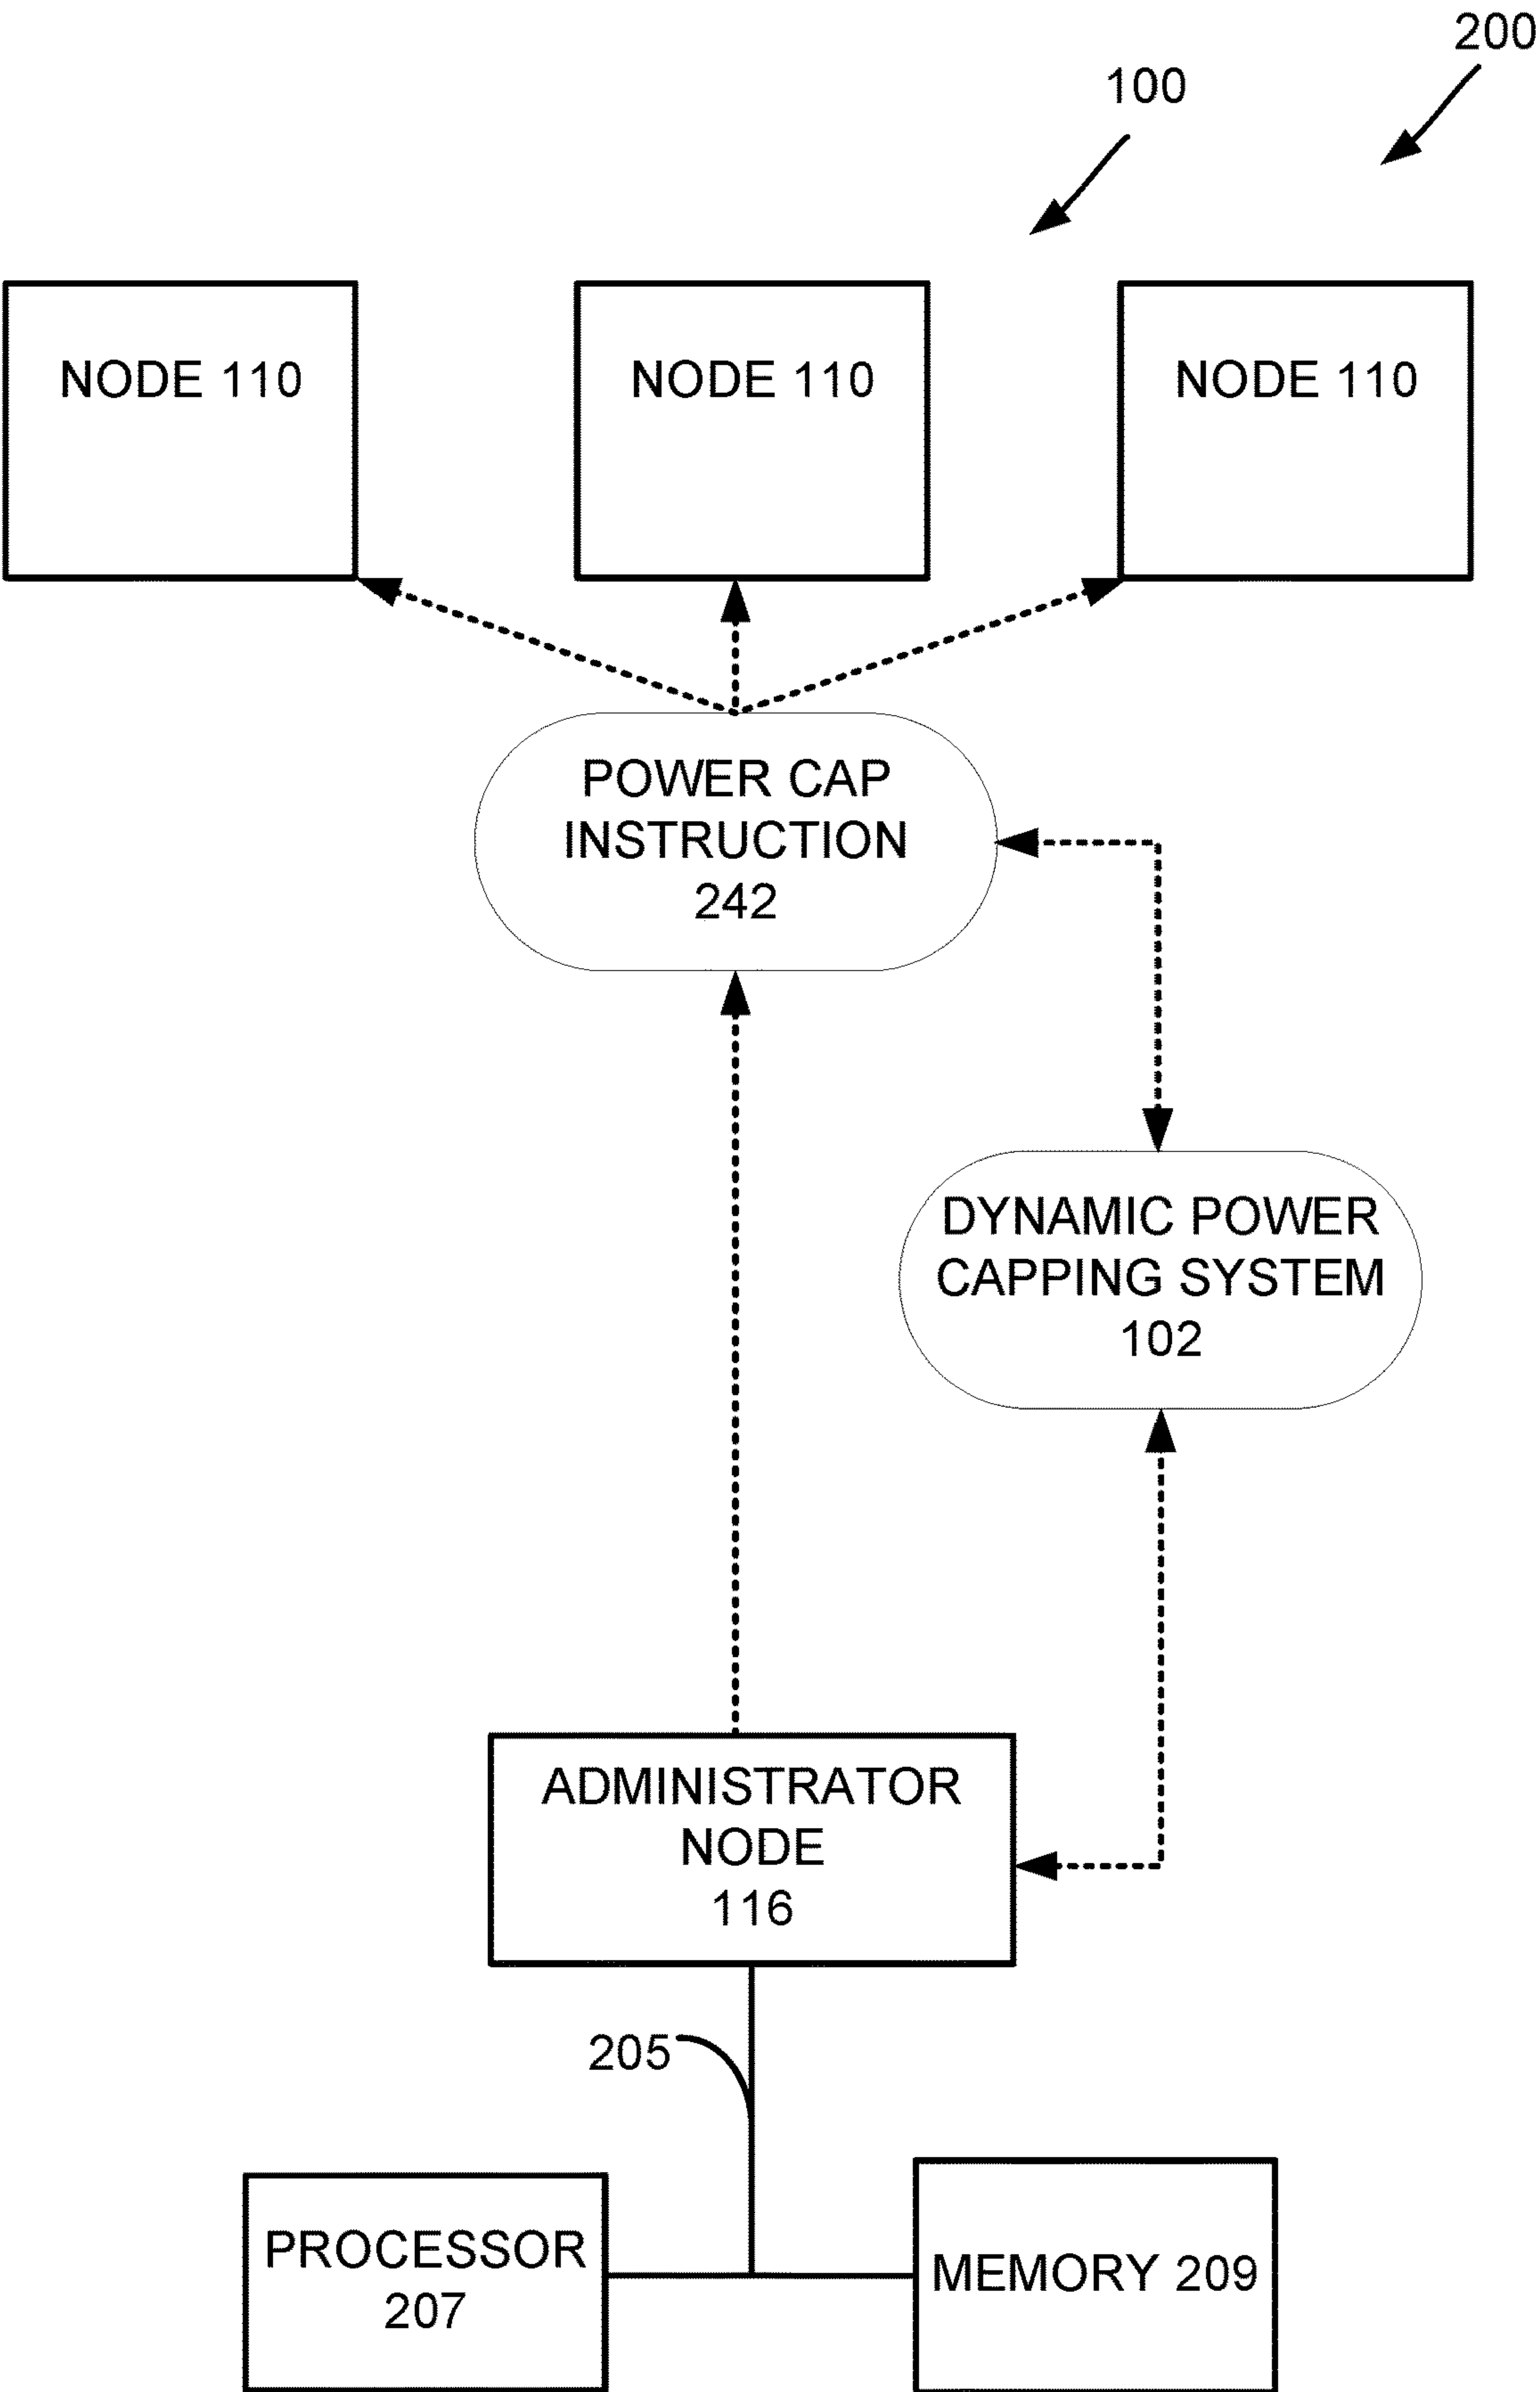 200
100
NODE 110
NODE 110
NODE 110
POWER CAP
INSTRUCTION
242
DYNAMIC POWER
CAPPING SYSTEM
102
ADMINISTRATOR
NODE
116
205
PROCESSOR
207
MEMORY 209